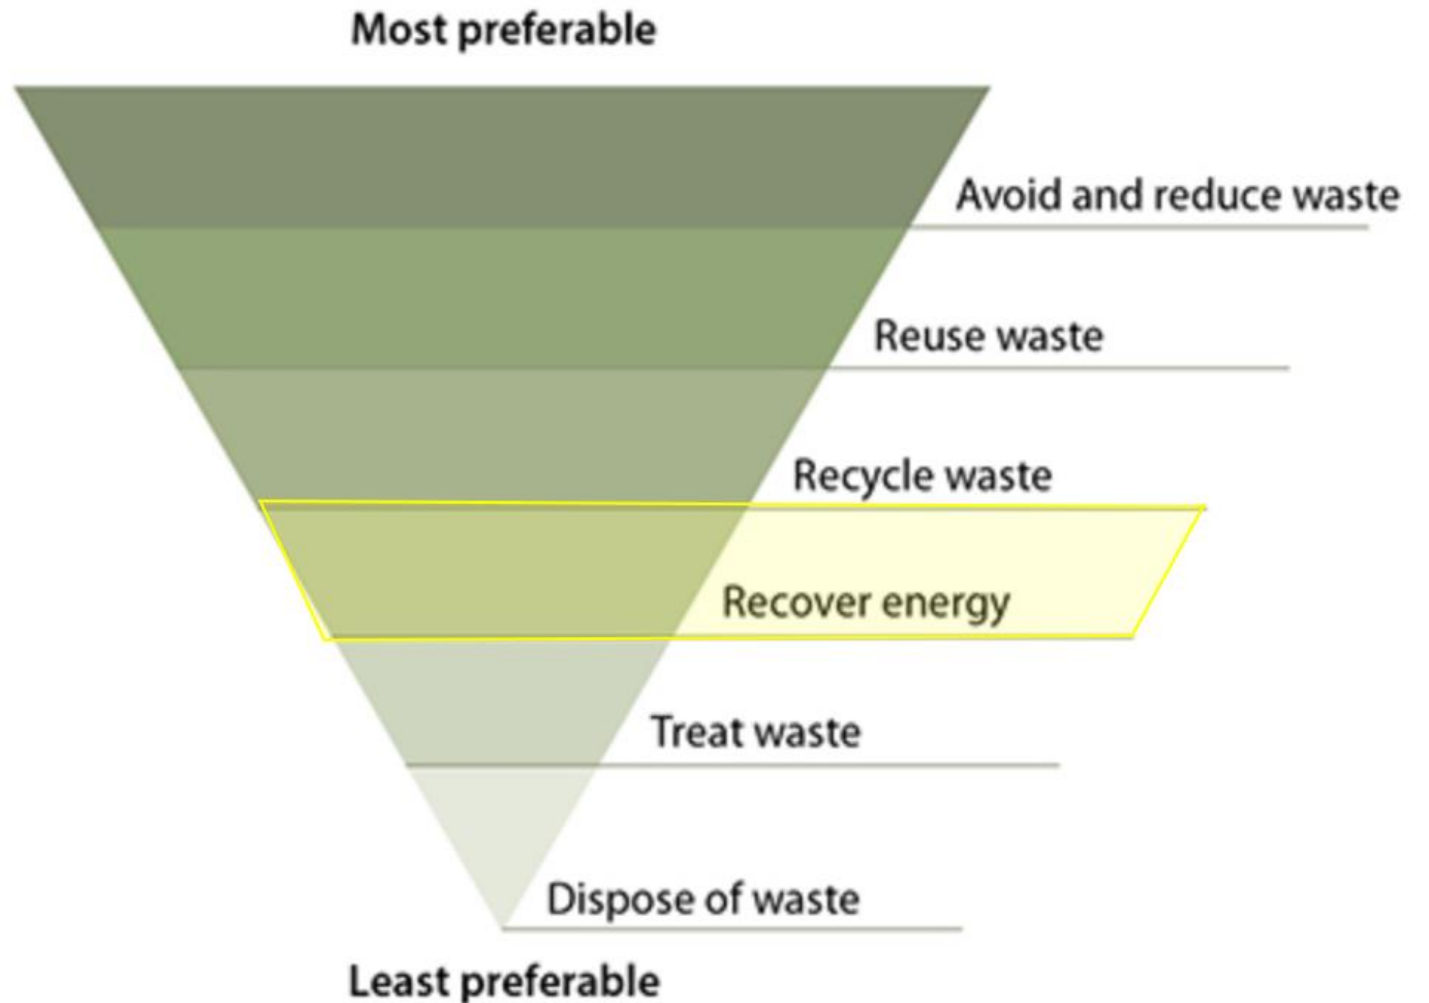 Most preferable
Avoid and reduce waste
Reuse waste
Recycle waste
Recover energy
Treat waste
Dispose of waste
Least preferable